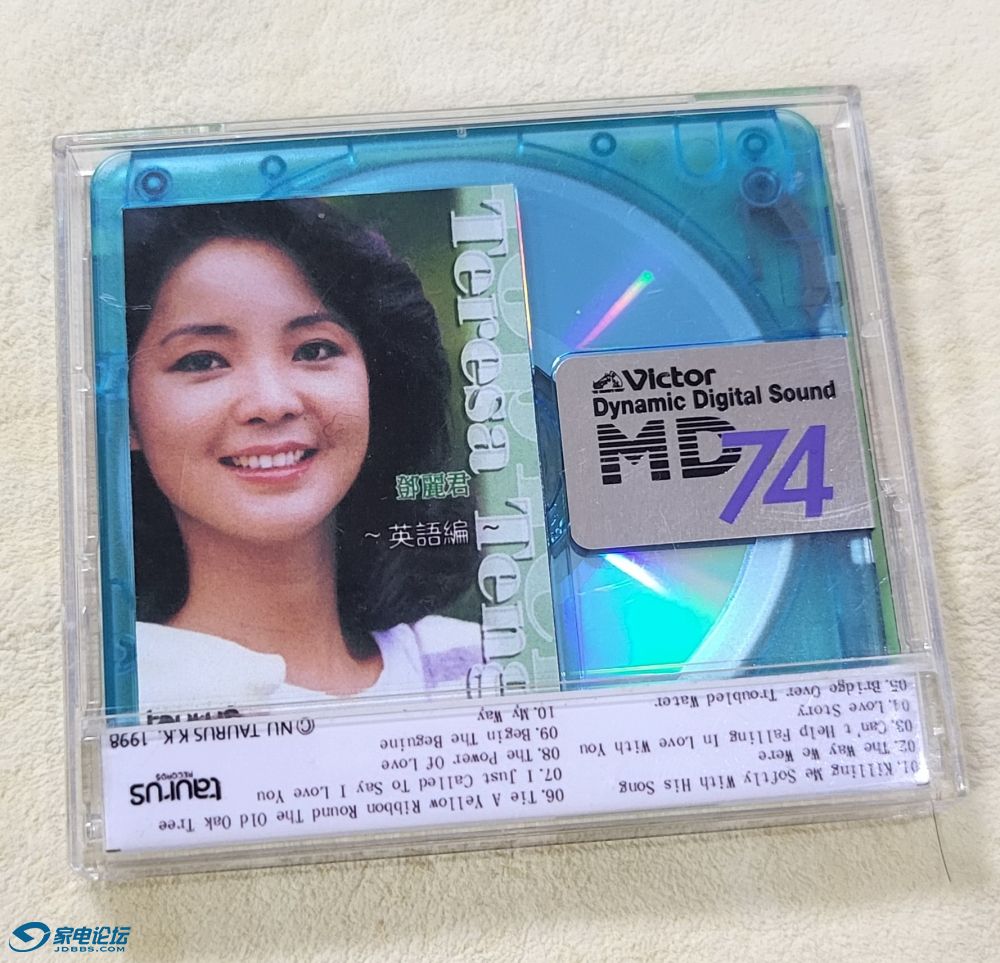 Teresa Teng
鄧麗君
~ 英語編 ~
Victor
Dynamic Digital Sound
MD74
01. Killing Me Softly With His Song
02. The Way We Were
03. Can't Help Falling In Love With You
04. Love Story
05. Bridge Over Troubled Water
06. Tie A Yellow Ribbon Round The Old Oak Tree
07. I Just Called To Say I Love You
08. The Power Of Love
09. Begin The Beguine
10. My Way
taurus
RECORDS
©NU TAURUS K.K. 1998
家电论坛
JDBBS.COM